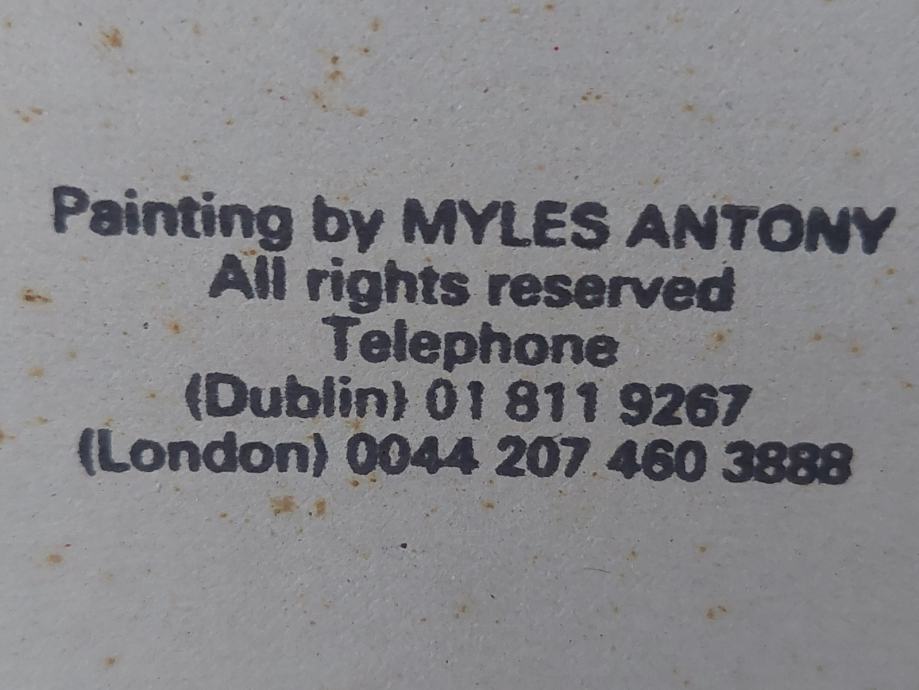 Painting by MYLES ANTONY
All rights reserved
Telephone
(Dublin) 01 811 9267
(London) 0044 207 460 3888